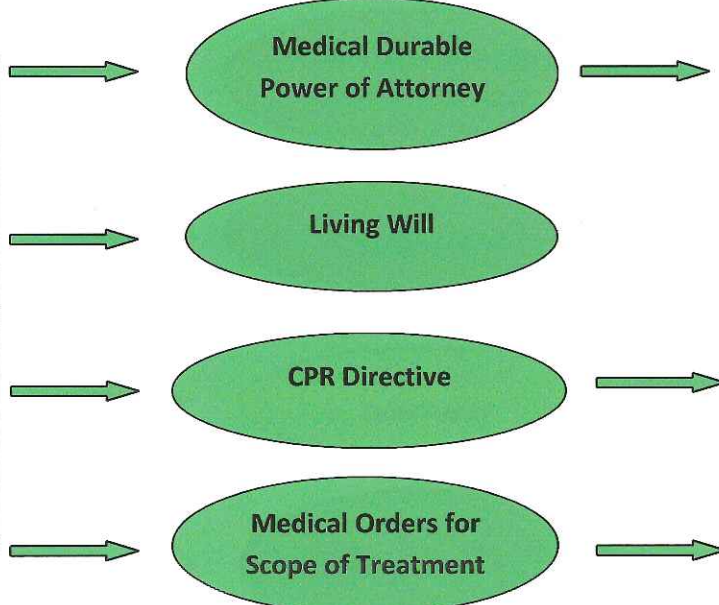 Medical Durable
Power of Attorney
Living Will
CPR Directive
Medical Orders for
Scope of Treatment